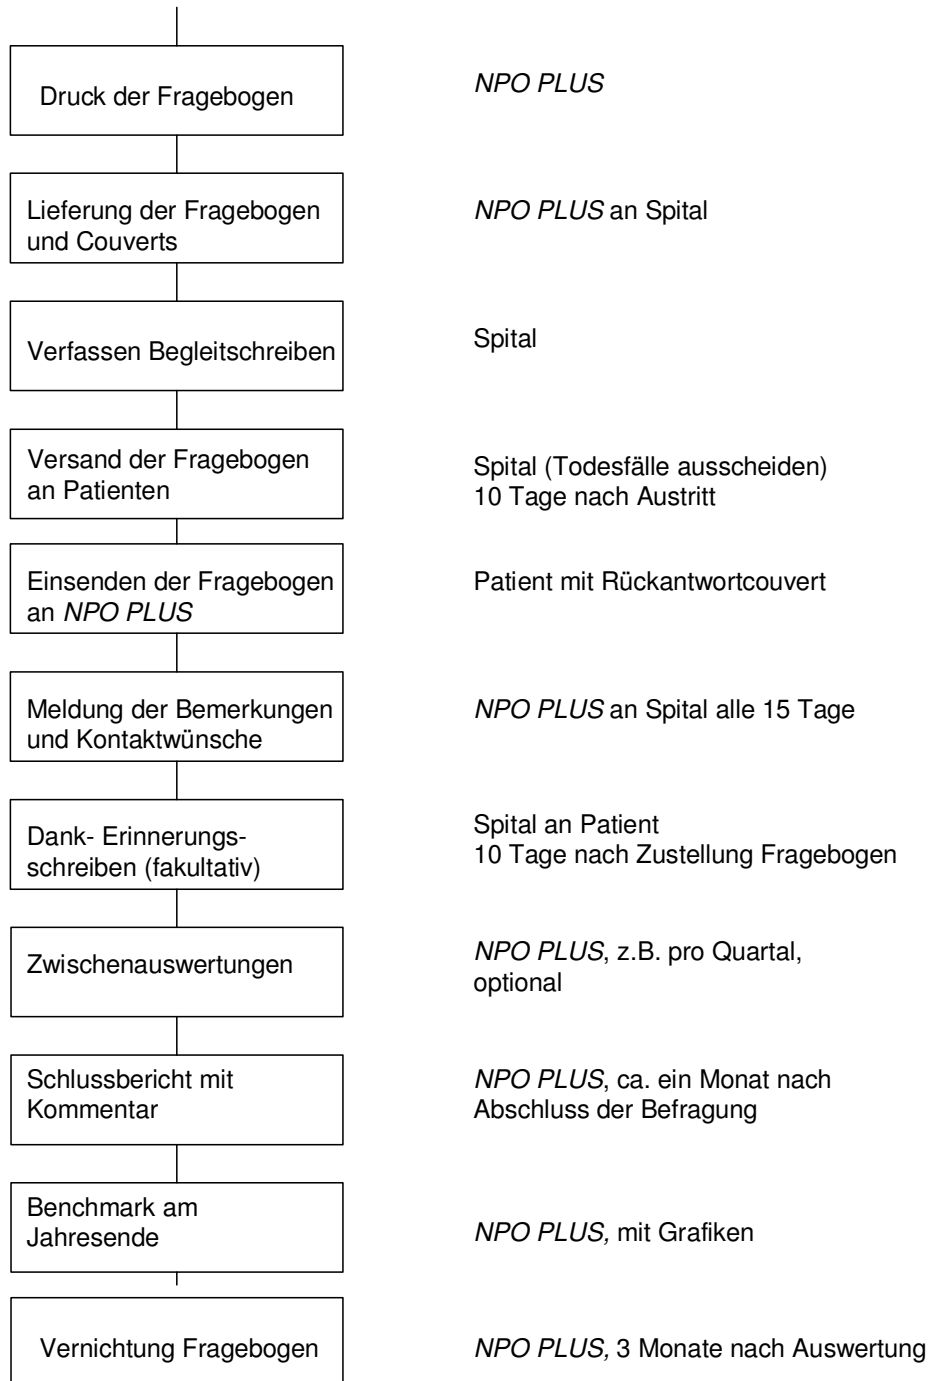 Druck der Fragebogen
NPO PLUS
Lieferung der Fragebogen
und Couverts
NPO PLUS an Spital
Verfassen Begleitschreiben
Spital
Versand der Fragebogen
an Patienten
Spital (Todesfälle ausscheiden)
10 Tage nach Austritt
Einsenden der Fragebogen
an NPO PLUS
Patient mit Rückantwortcouvert
Meldung der Bemerkungen
und Kontaktwünsche
NPO PLUS an Spital alle 15 Tage
Dank- Erinnerungs-
schreiben (fakultativ)
Spital an Patient
10 Tage nach Zustellung Fragebogen
Zwischenauswertungen
NPO PLUS, z.B. pro Quartal,
optional
Schlussbericht mit
Kommentar
NPO PLUS, ca. ein Monat nach
Abschluss der Befragung
Benchmark am
Jahresende
NPO PLUS, mit Grafiken
Vernichtung Fragebogen
NPO PLUS, 3 Monate nach Auswertung